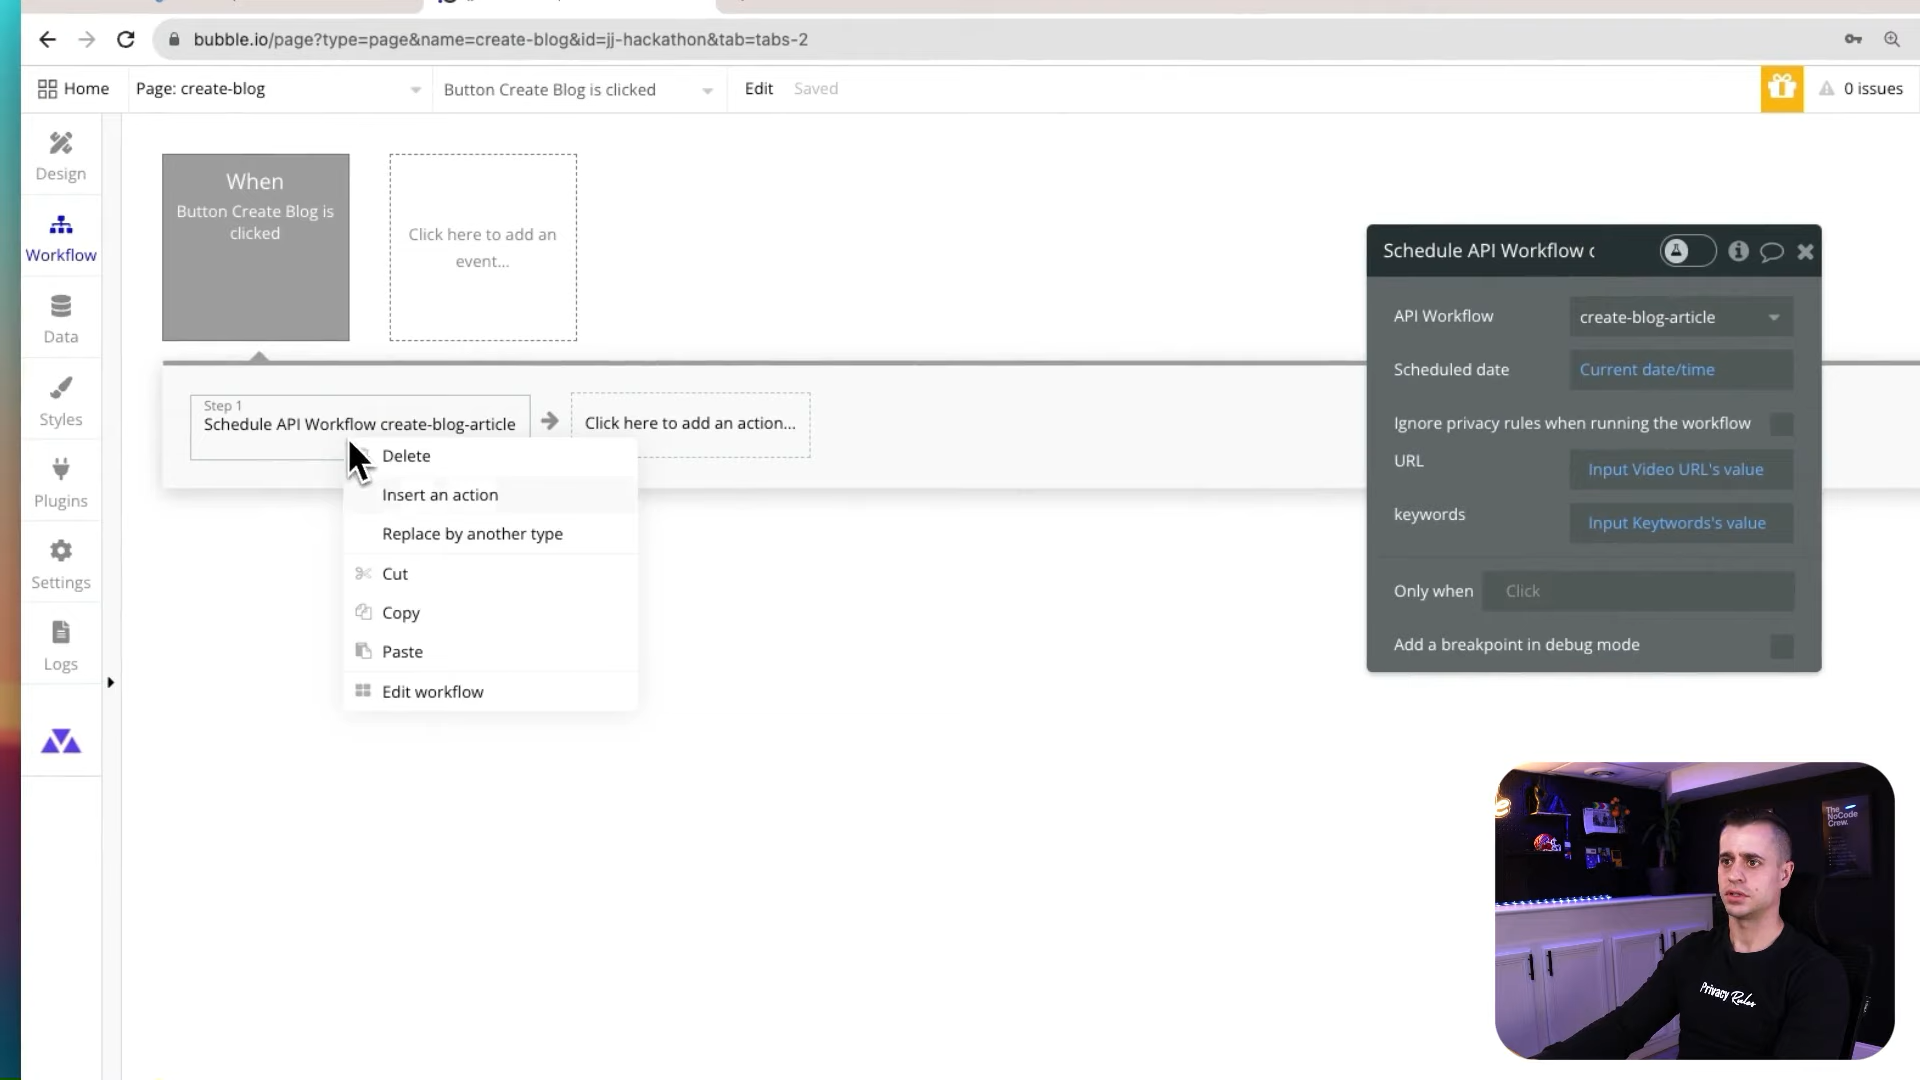 bubble.io/page?type=page&name=create-blog&id=jj-hackathon&tab=tabs-2
Home
Page: create-blog
Button Create Blog is clicked
Edit
Saved
0 issues
Design
Workflow
Data
Styles
Plugins
Settings
Logs
When
Button Create Blog is
clicked
Click here to add an
event...
Step 1
Schedule API Workflow create-blog-article
Click here to add an action...
Delete
Insert an action
Replace by another type
Cut
Copy
Paste
Edit workflow
Schedule API Workflow c
API Workflow
create-blog-article
Scheduled date
Current date/time
Ignore privacy rules when running the workflow
URL
Input Video URL's value
keywords
Input Keytwords's value
Only when
Click
Add a breakpoint in debug mode
The
NoCode
Crew.
Privacy Rules